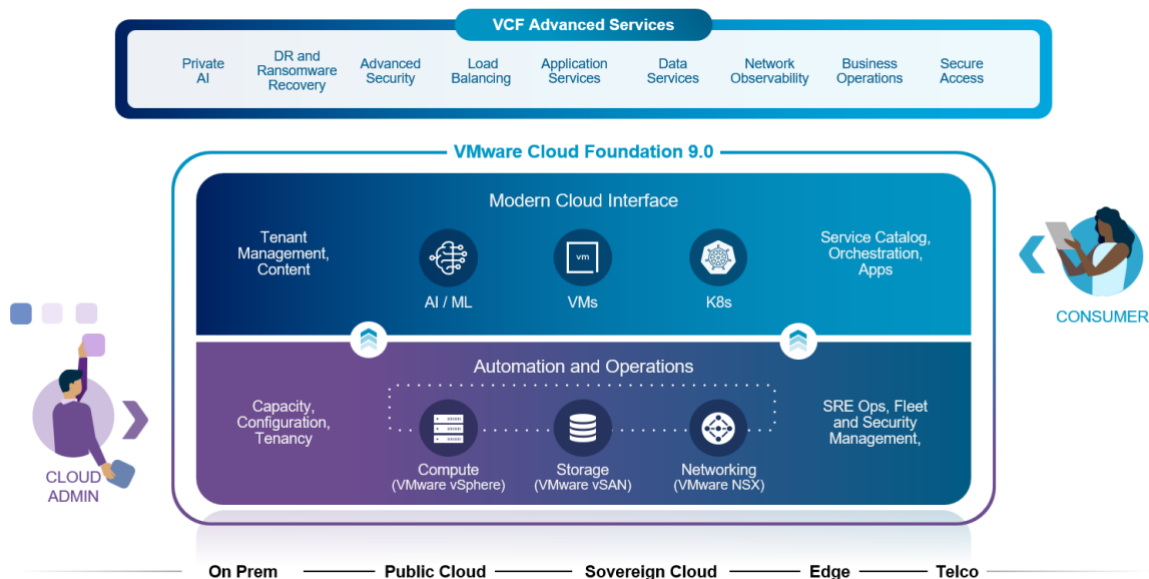 VCF Advanced Services
Private
AI
DR and
Ransomware
Recovery
Advanced
Security
Load
Balancing
Application
Services
Data
Services
Network
Observability
Business
Operations
Secure
Access
VMware Cloud Foundation 9.0
Modern Cloud Interface
Tenant
Management,
Content
AI / ML
vm
VMs
K8s
Service Catalog,
Orchestration,
Apps
CONSUMER
Automation and Operations
Capacity,
Configuration,
Tenancy
Compute
(VMware vSphere)
Storage
(VMware vSAN)
Networking
(VMware NSX)
SRE Ops, Fleet
and Security
Management,
CLOUD
ADMIN
On Prem
Public Cloud
Sovereign Cloud
Edge
Telco